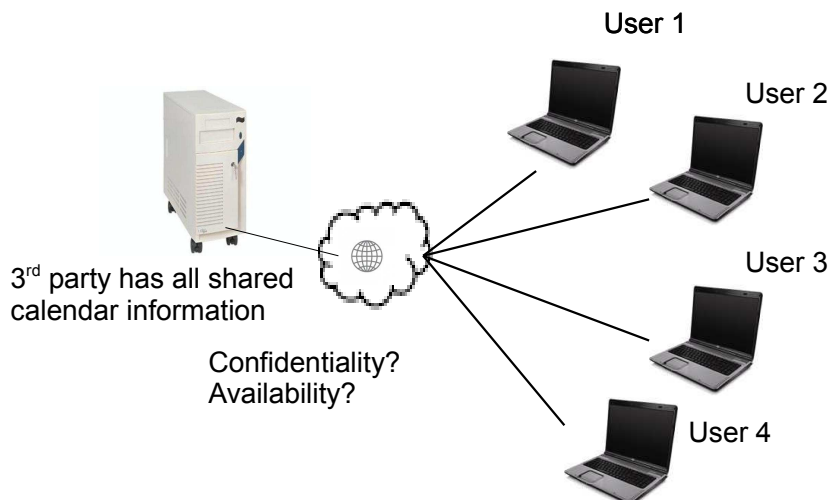 User 1
User 2
3rd party has all shared
calendar information
User 3
Confidentiality?
Availability?
User 4